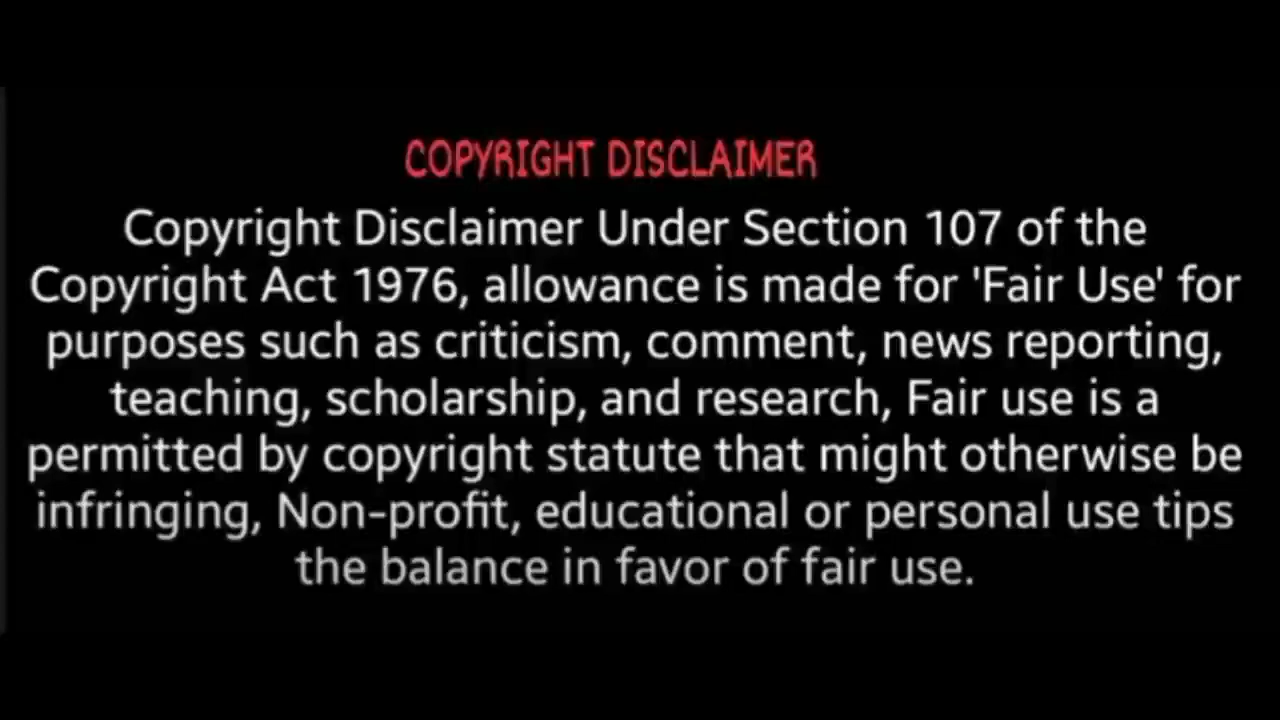 COPYRIGHT DISCLAIMER
Copyright Disclaimer Under Section 107 of the
Copyright Act 1976, allowance is made for 'Fair Use' for
purposes such as criticism, comment, news reporting,
teaching, scholarship, and research, Fair use is a
permitted by copyright statute that might otherwise be
infringing, Non-profit, educational or personal use tips
the balance in favor of fair use.